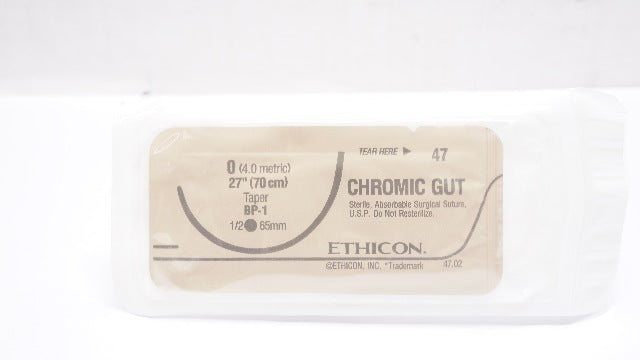 0 (4.0 metric)
27" (70 cm)
Taper
BP-1
1/2 ● 65mm
TEAR HERE ▶ 47
CHROMIC GUT
Sterile, Absorbable Surgical Suture,
U.S.P. Do Not Resterilize.
ETHICON.
©ETHICON, INC. *Trademark 47.02